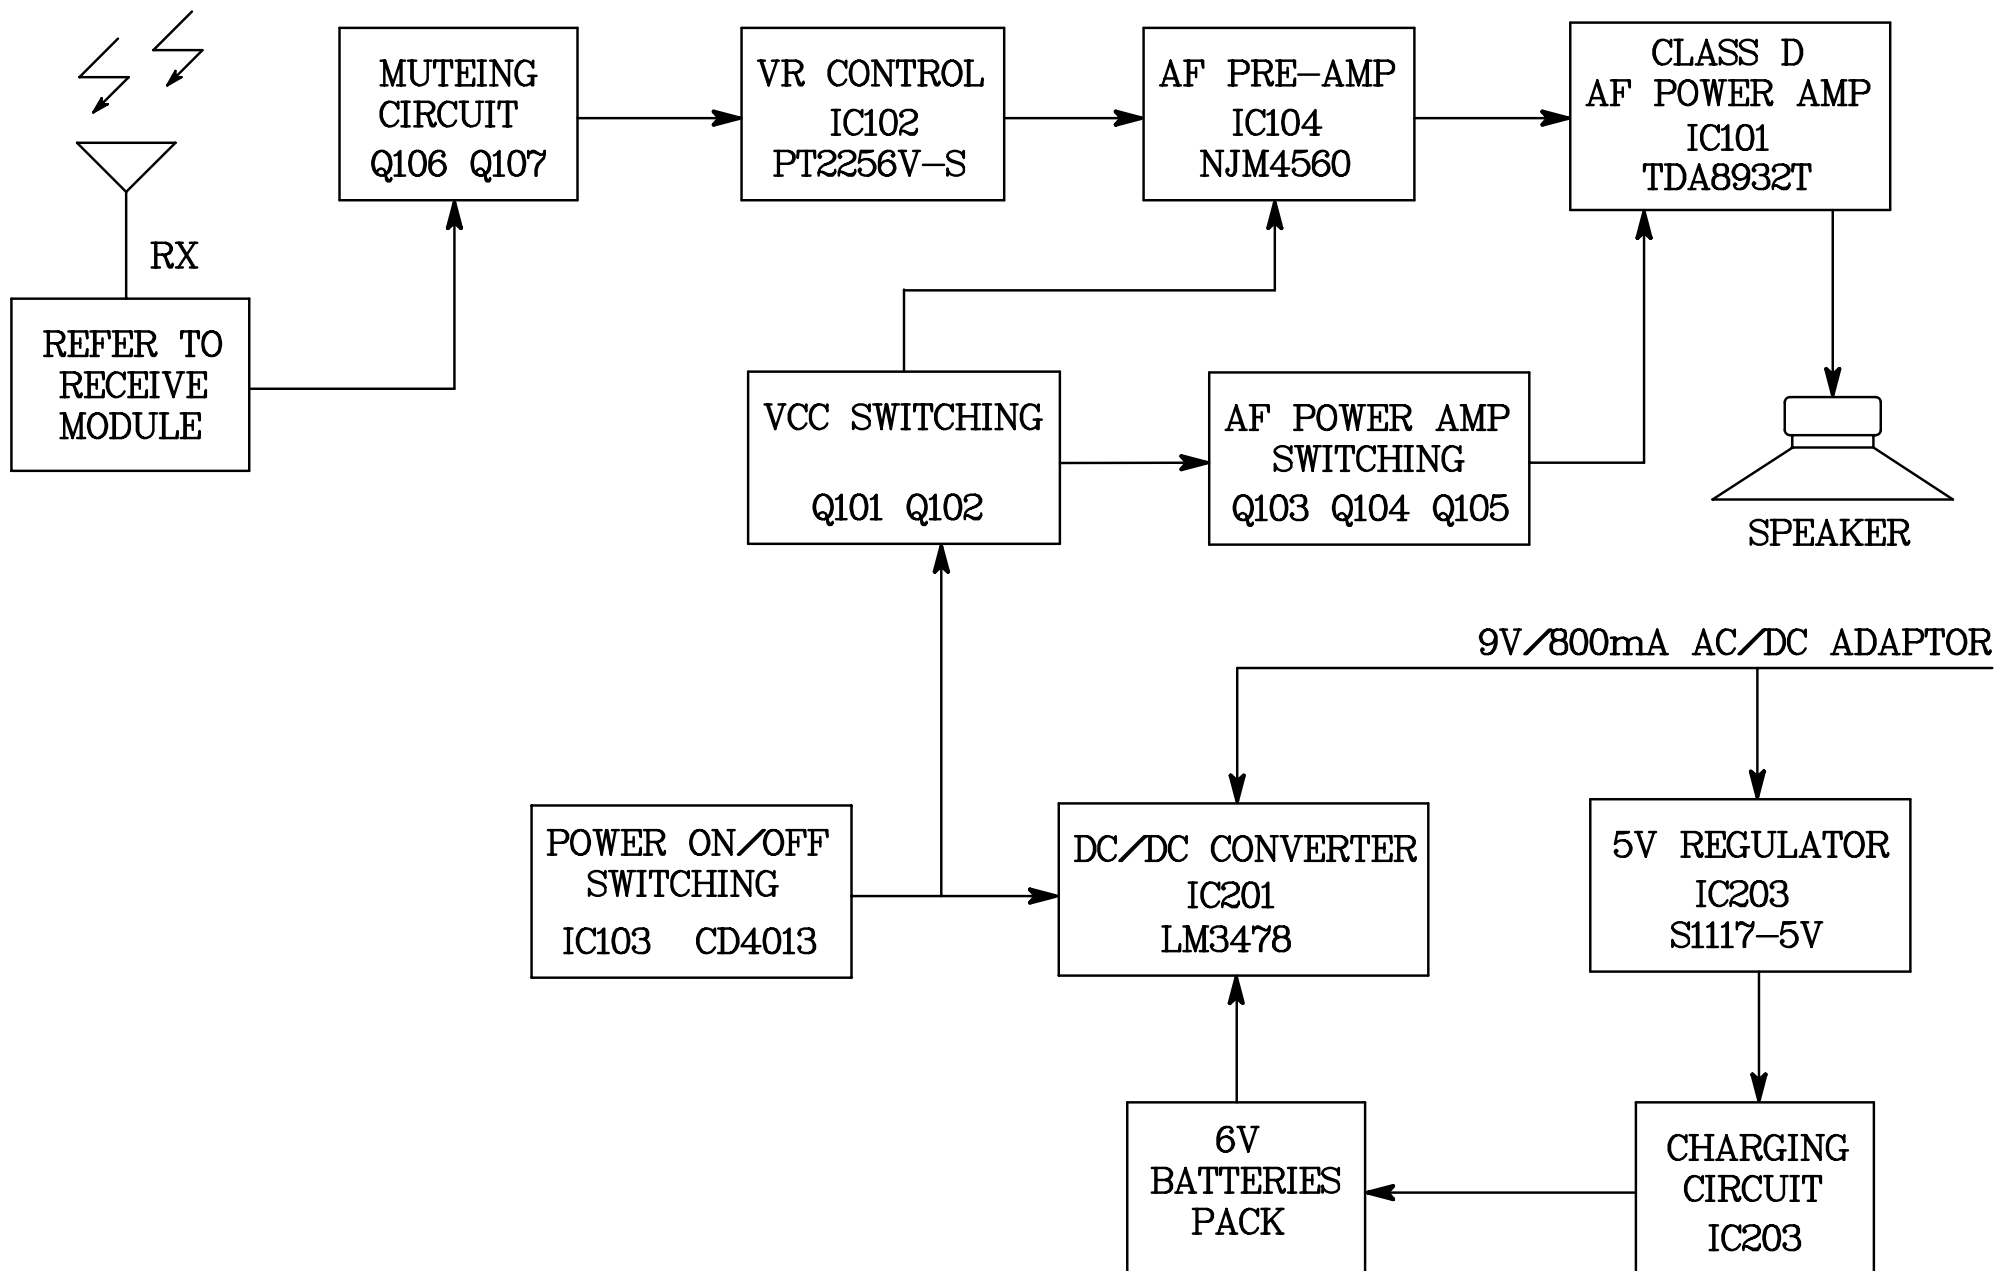 MUTEING
CIRCUIT
Q106 Q107
VR CONTROL
IC102
PT2256V-S
AF PRE-AMP
IC104
NJM4560
CLASS D
AF POWER AMP
IC101
TDA8932T
RX
REFER TO
RECEIVE
MODULE
VCC SWITCHING
Q101 Q102
AF POWER AMP
SWITCHING
Q103 Q104 Q105
SPEAKER
9V/800mA AC/DC ADAPTOR
POWER ON/OFF
SWITCHING
IC103 CD4013
DC/DC CONVERTER
IC201
LM3478
5V REGULATOR
IC203
S1117-5V
6V
BATTERIES
PACK
CHARGING
CIRCUIT
IC203